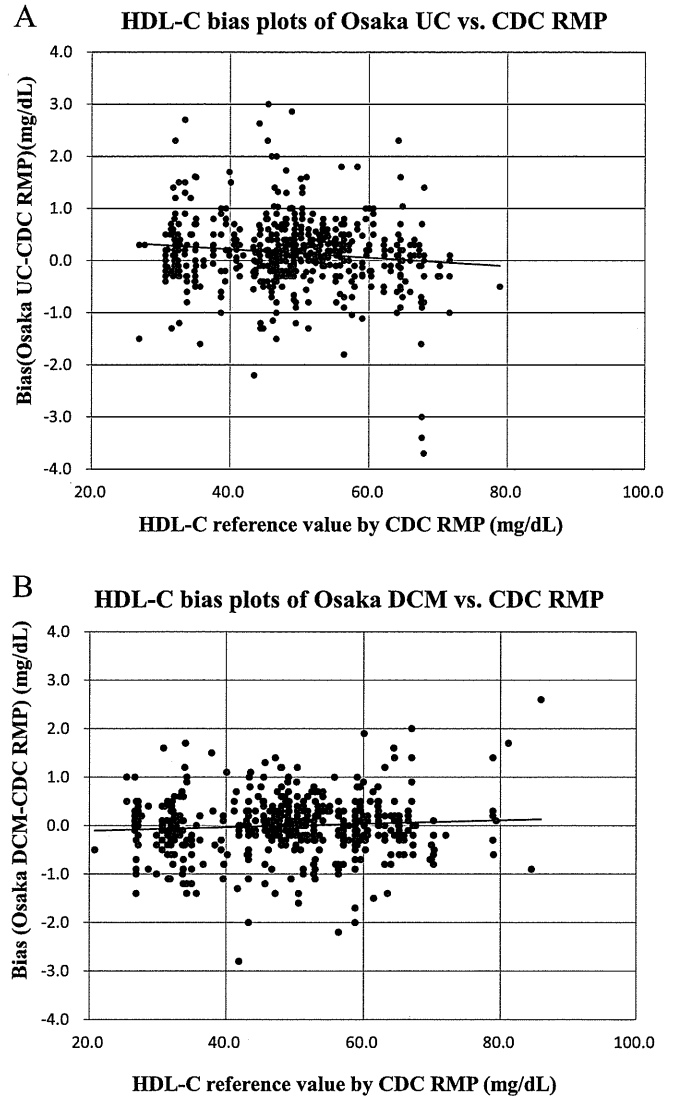 A
HDL-C bias plots of Osaka UC vs. CDC RMP
Bias(Osaka UC-CDC RMP)(mg/dL)
4.0
3.0
2.0
1.0
0.0
-1.0
-2.0
-3.0
-4.0
20.0 40.0 60.0 80.0 100.0
HDL-C reference value by CDC RMP (mg/dL)
B
HDL-C bias plots of Osaka DCM vs. CDC RMP
Bias (Osaka DCM-CDC RMP) (mg/dL)
4.0
3.0
2.0
1.0
0.0
-1.0
-2.0
-3.0
-4.0
20.0 40.0 60.0 80.0 100.0
HDL-C reference value by CDC RMP (mg/dL)